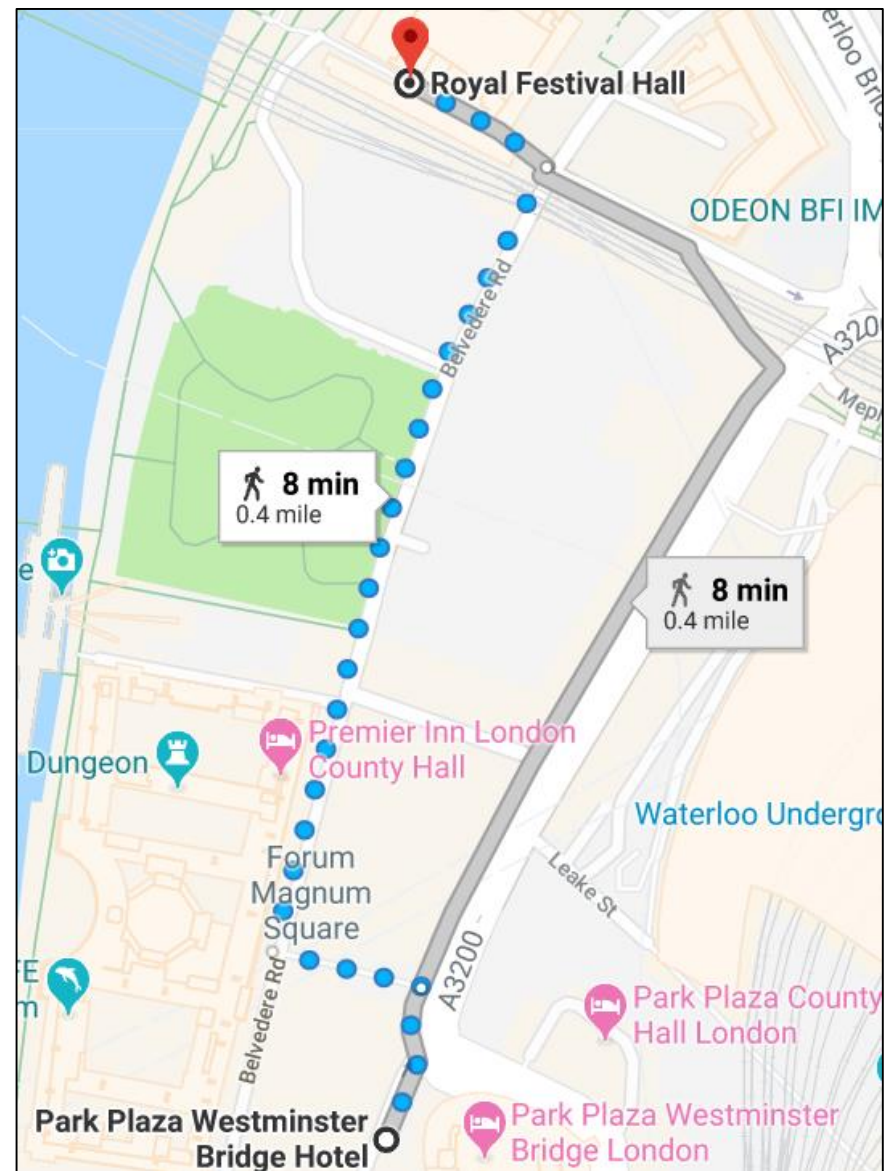 Royal Festival Hall
ODEON BFI IM
Belvedere Rd
A320
8 min
0.4 mile
e
8 min
0.4 mile
Premier Inn London
County Hall
Dungeon
Waterloo Undergr
Forum
Magnum
Square
Leake St
A3200
FE
m
Belvedere Rd
Park Plaza County
Hall London
Park Plaza Westminster
Bridge Hotel
Park Plaza Westminster
Bridge London